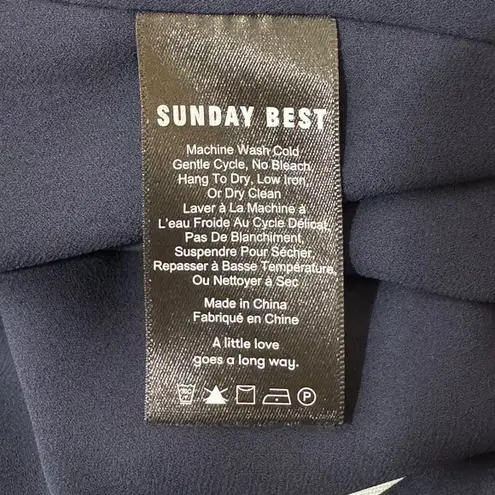 SUNDAY BEST
Machine Wash Cold
Gentle Cycle, No Bleach,
Hang To Dry, Low Iron,
Or Dry Clean
Laver à La Machine à
L'eau Froide Au Cycle Délicat,
Pas De Blanchiment,
Suspendre Pour Sécher,
Repasser à Basse Température,
Ou Nettoyer à Sec
Made in China
Fabriqué en Chine
A little love
goes a long way.
P